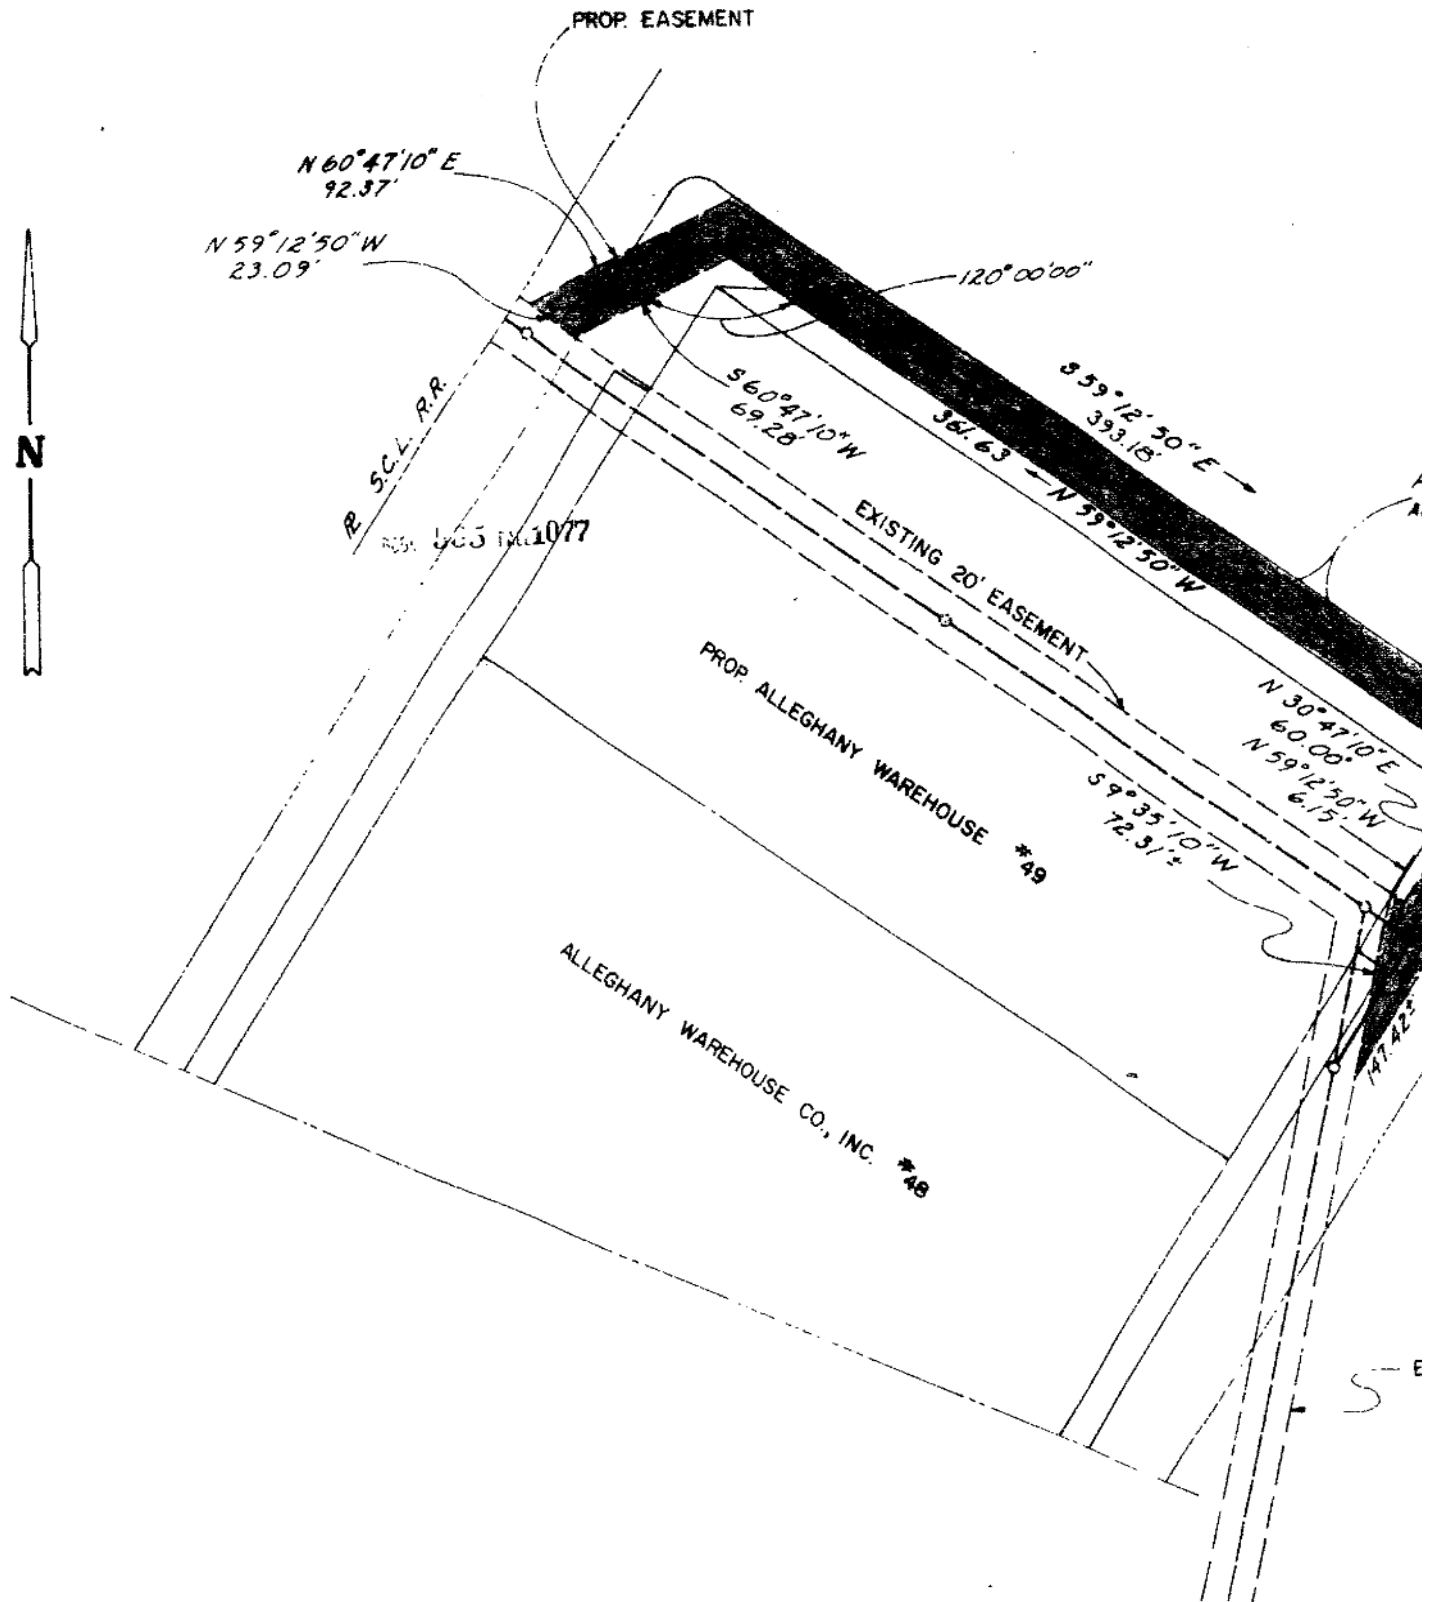 PROP. EASEMENT
N 60°47'10" E
92.37'
N 59°12'50" W
23.09'
120°00'00"
N
S 59°12'50" E
393.18'
S 60°47'10" W
69.28'
361.63 N 59°12'50" W
P S.C.L. R.R.
1077
EXISTING 20' EASEMENT
PROP. ALLEGHANY WAREHOUSE #49
N 30°47'10" E
60.00'
N 59°12'50" W
6.15'
S 9°35'10" W
72.31'±
ALLEGHANY WAREHOUSE CO., INC. #48
147.42±
E